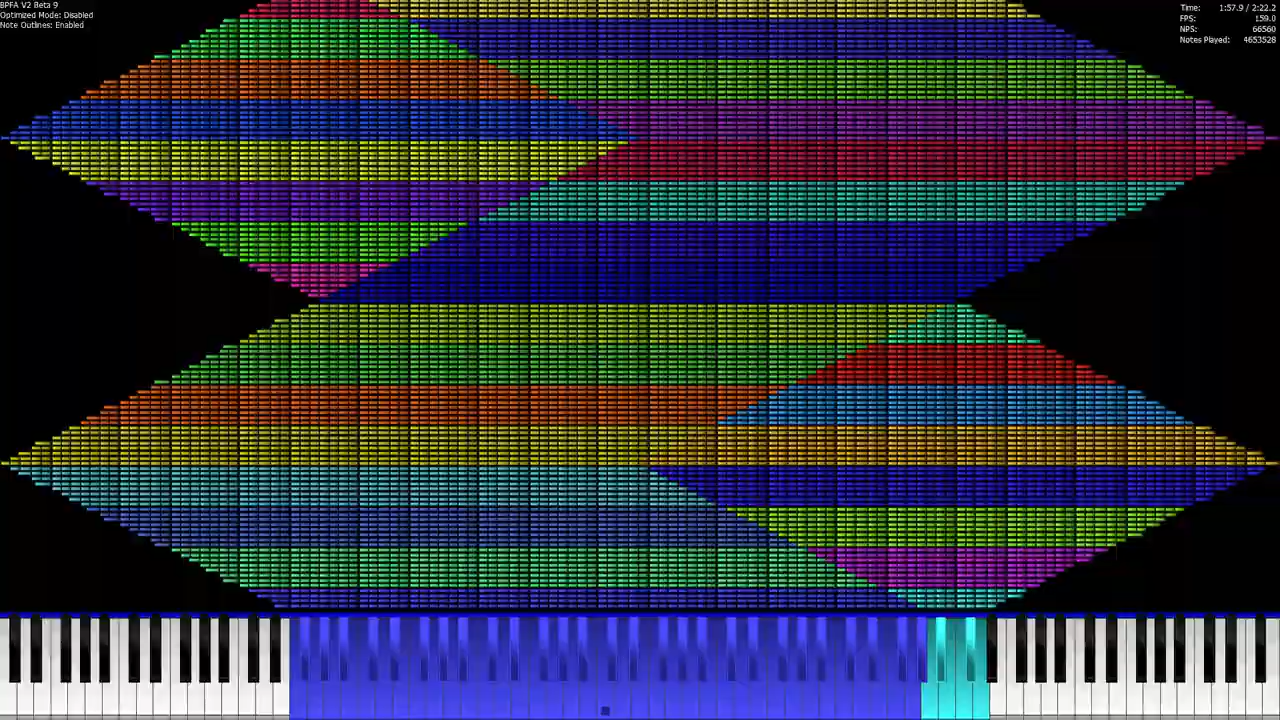 BPFA V2 Beta 9
Optimized Mode: Disabled
Note Outlines: Enabled
Time: 1:57.9 / 2:22.2
FPS: 159.0
NPS: 66560
Notes Played: 4653528